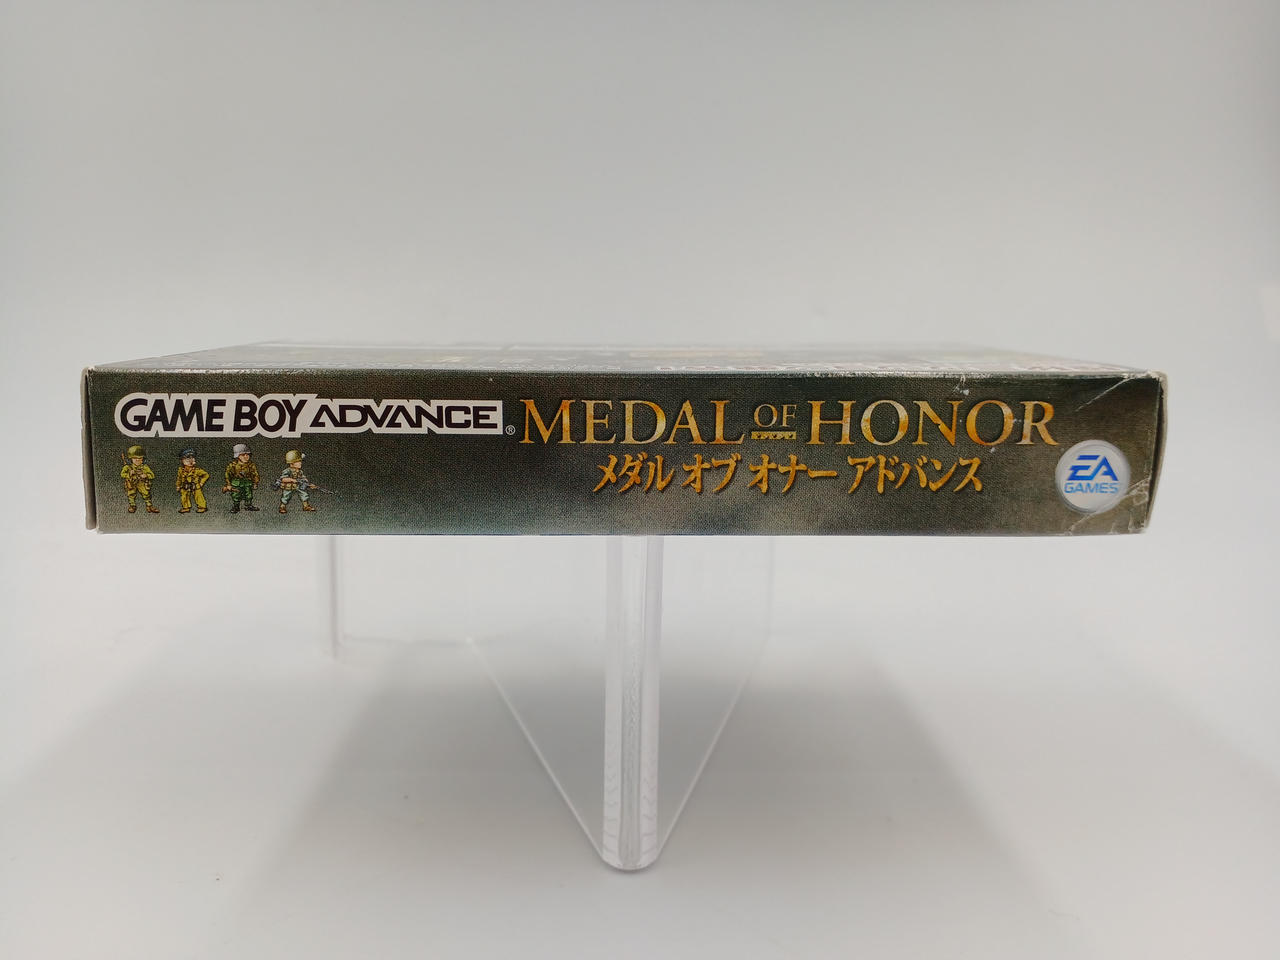 GAME BOY ADVANCE®
MEDAL OF HONOR
メダル オブ オナー アドバンス
EA
GAMES